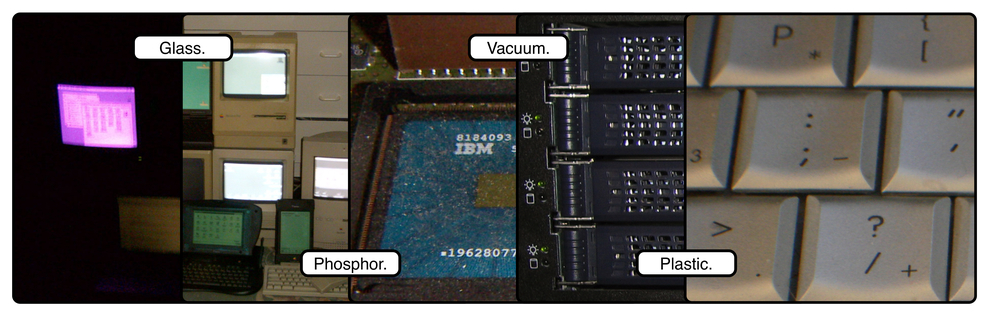 Glass.
Phosphor.
Vacuum.
8184093
IBM
19628077
Plastic.
P
*
{
[
3
:
;
_
"
'
>
.
?
/
+